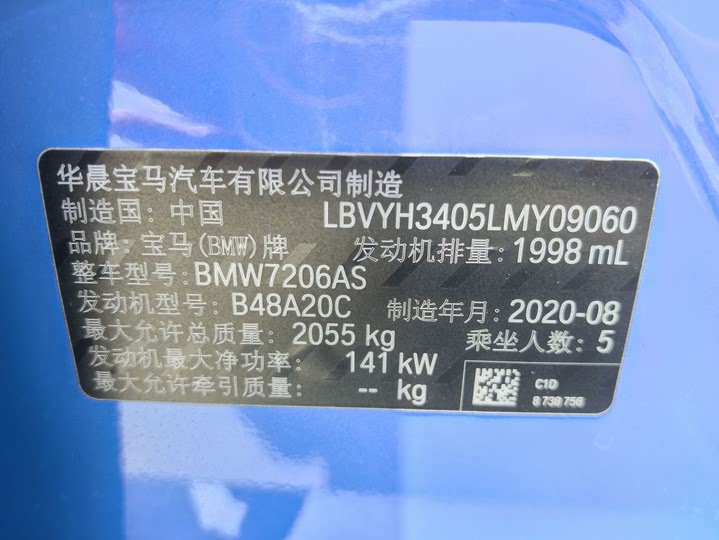 华晨宝马汽车有限公司制造
制造国: 中国 LBVYH3405LMY09060
品牌: 宝马(BMW)牌 发动机排量: 1998 mL
整车型号: BMW7206AS
发动机型号: B48A20C 制造年月: 2020-08
最大允许总质量: 2055 kg 乘坐人数: 5
发动机最大净功率: 141 kW
最大允许牵引质量: -- kg
C1D
8 738 756